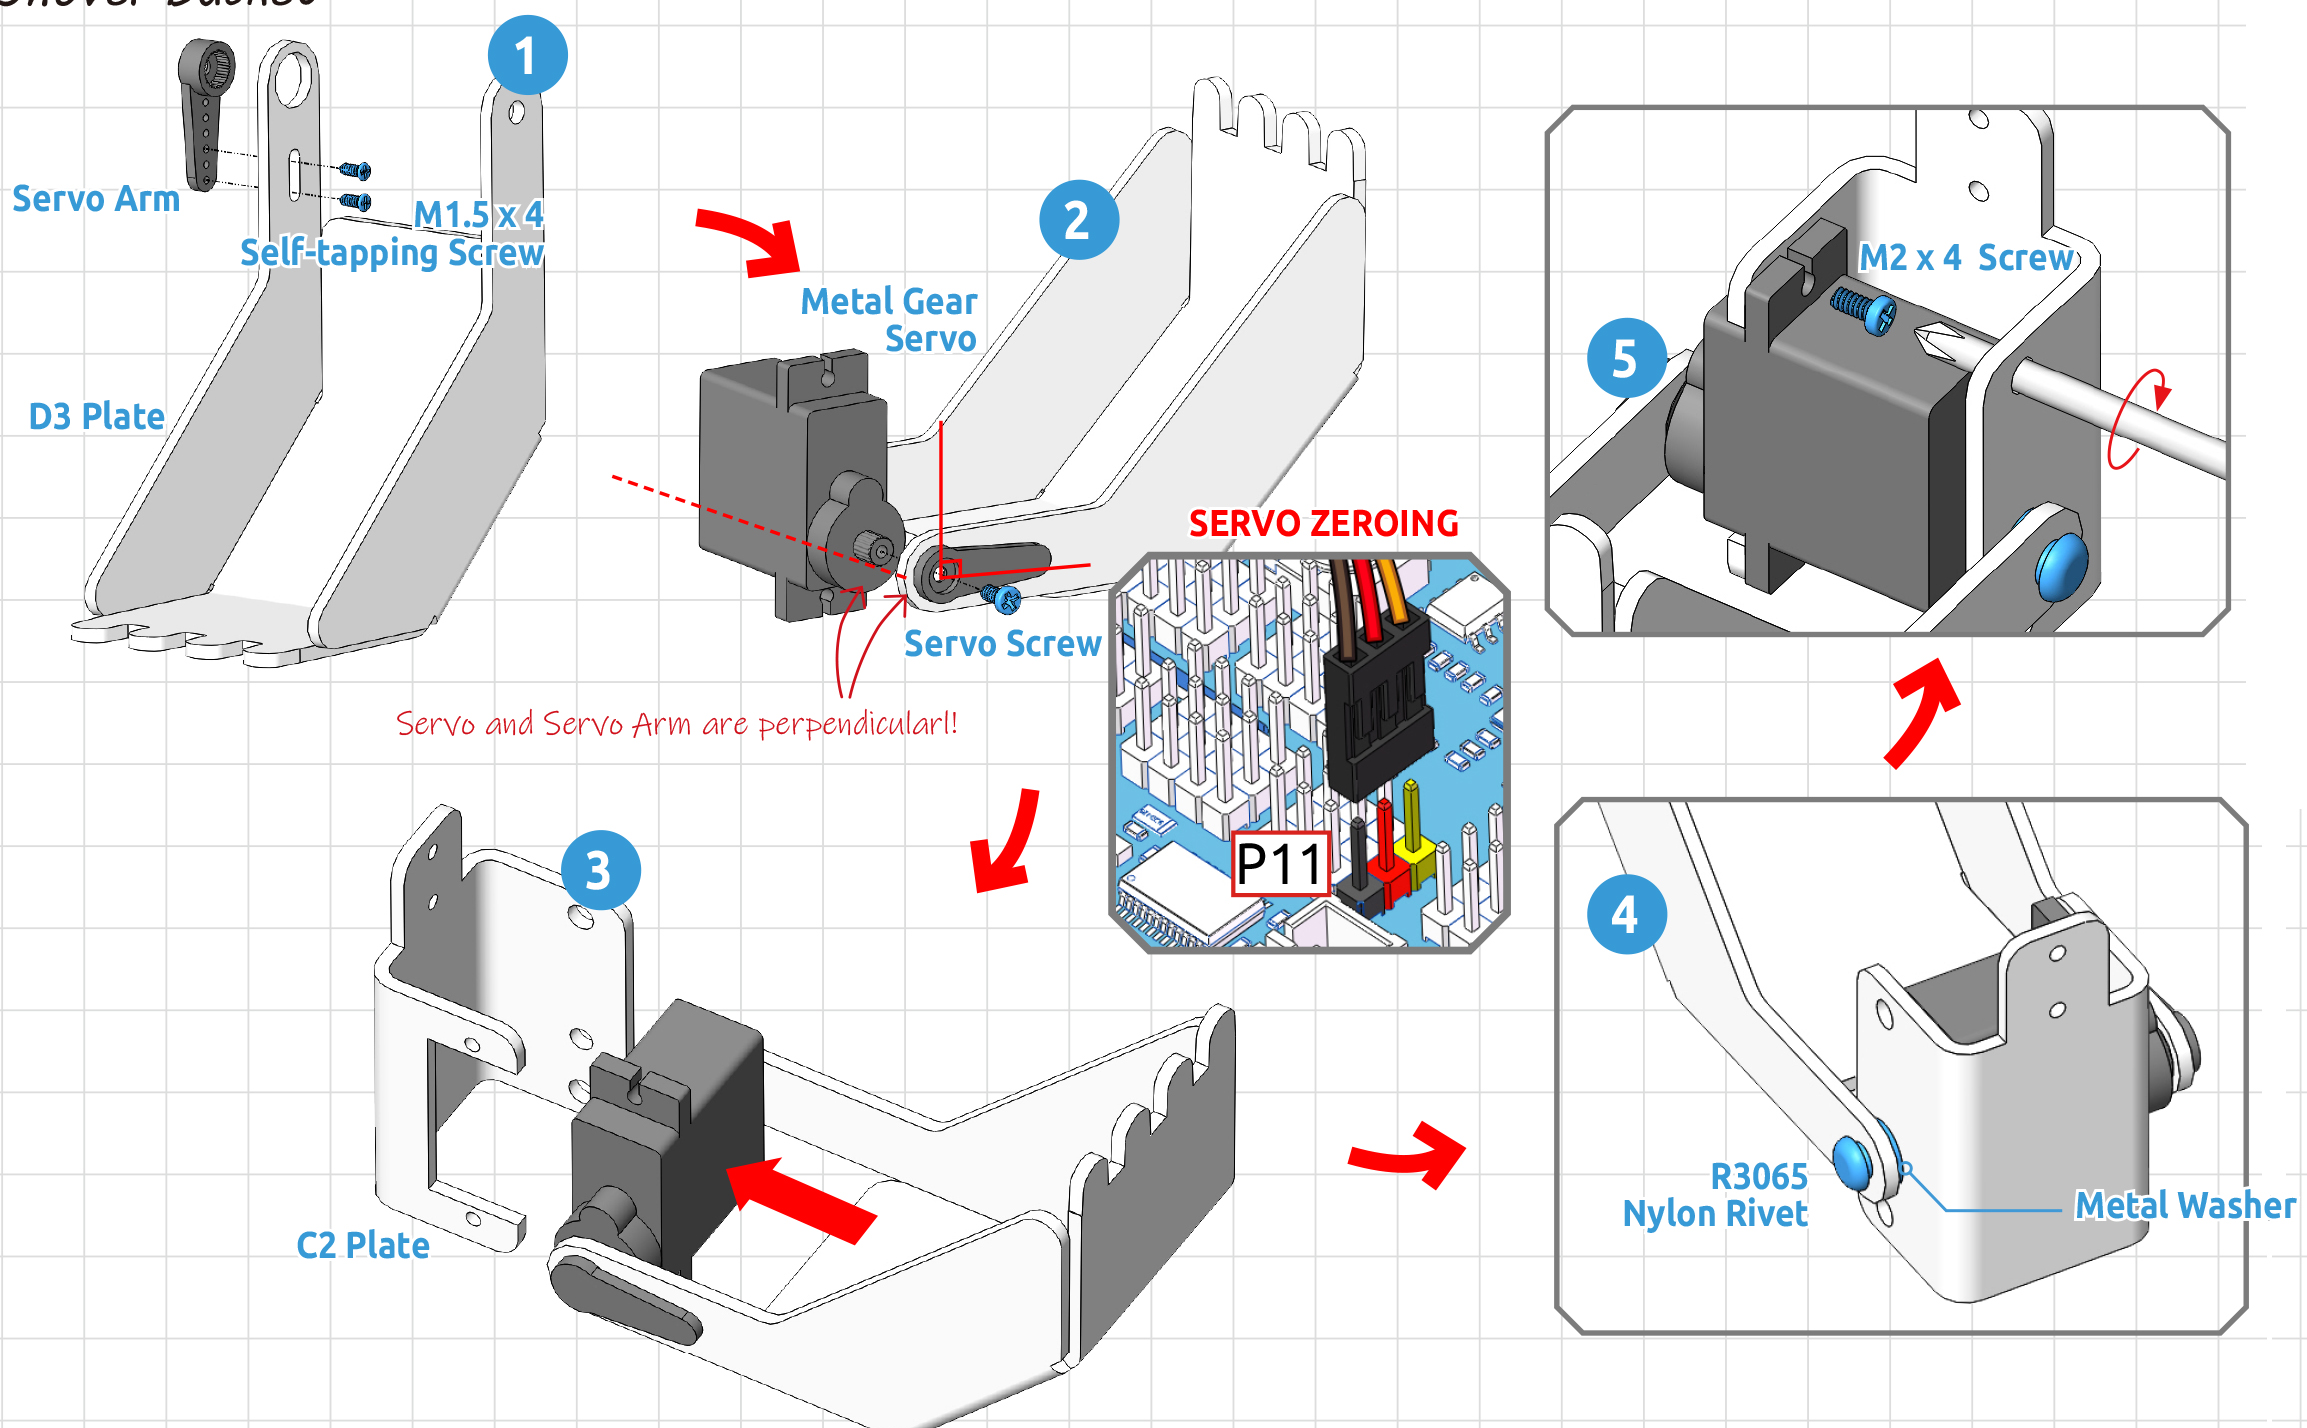 1
Servo Arm
M1.5 x 4
Self-tapping Screw
D3 Plate
2
Metal Gear
Servo
Servo Screw
Servo and Servo Arm are perpendicularl!
SERVO ZEROING
P11
3
C2 Plate
4
R3065
Nylon Rivet
Metal Washer
5
M2 x 4 Screw